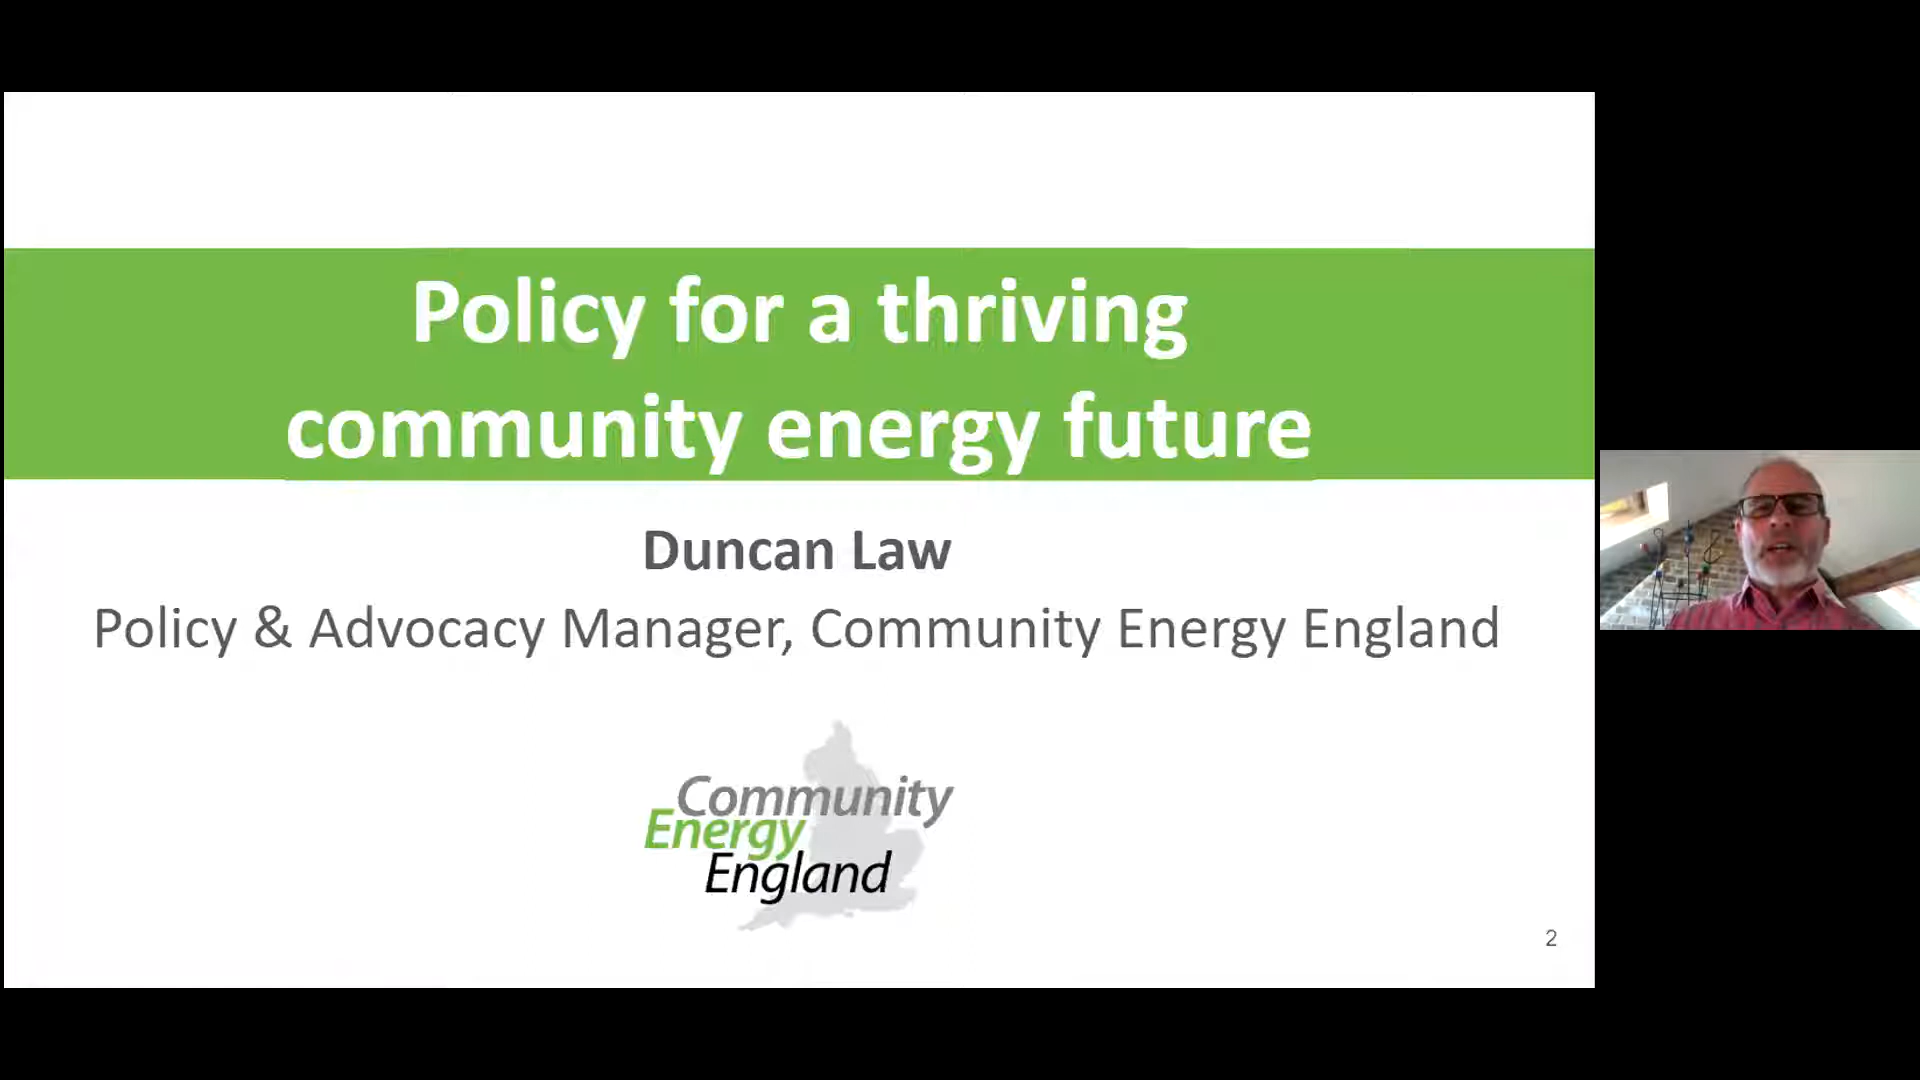 Policy for a thriving
community energy future
Duncan Law
Policy & Advocacy Manager, Community Energy England
Community
Energy
England
2